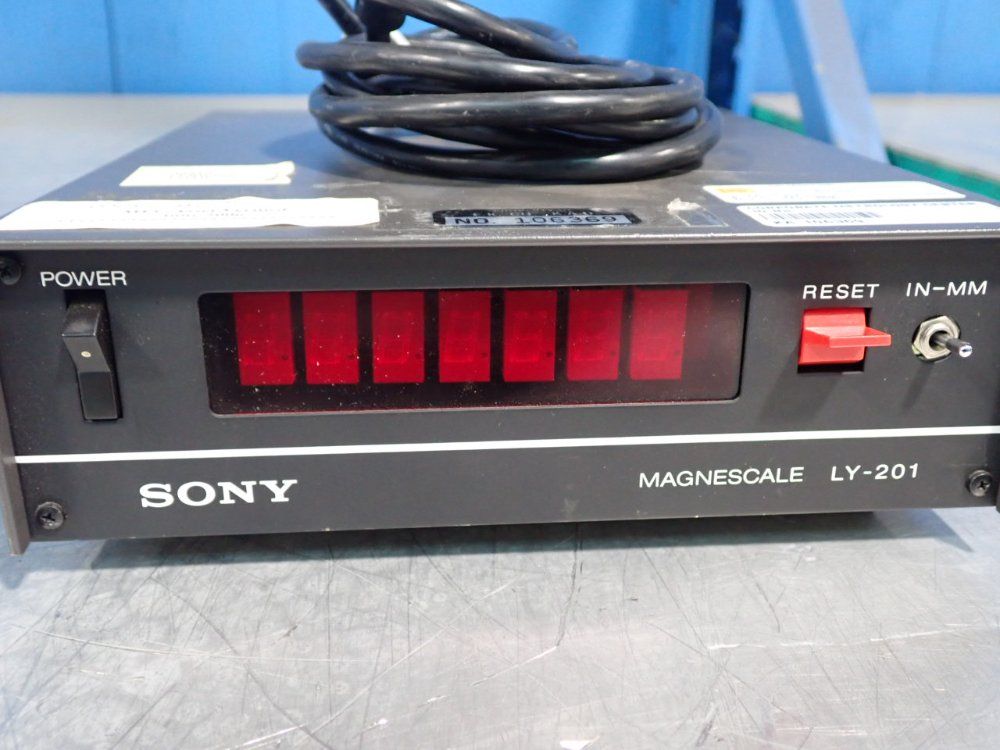 NO 106369
POWER
RESET IN-MM
SONY
MAGNESCALE LY-201